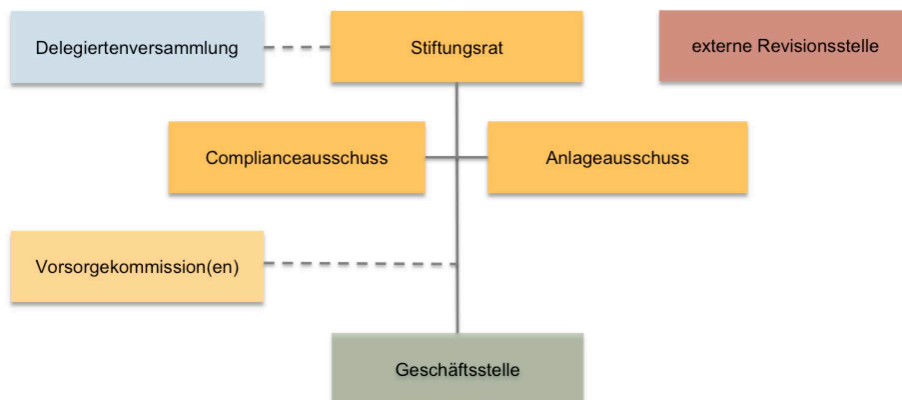 Delegiertenversammlung
Stiftungsrat
externe Revisionsstelle
Complianceausschuss
Anlageausschuss
Vorsorgekommission(en)
Geschäftsstelle